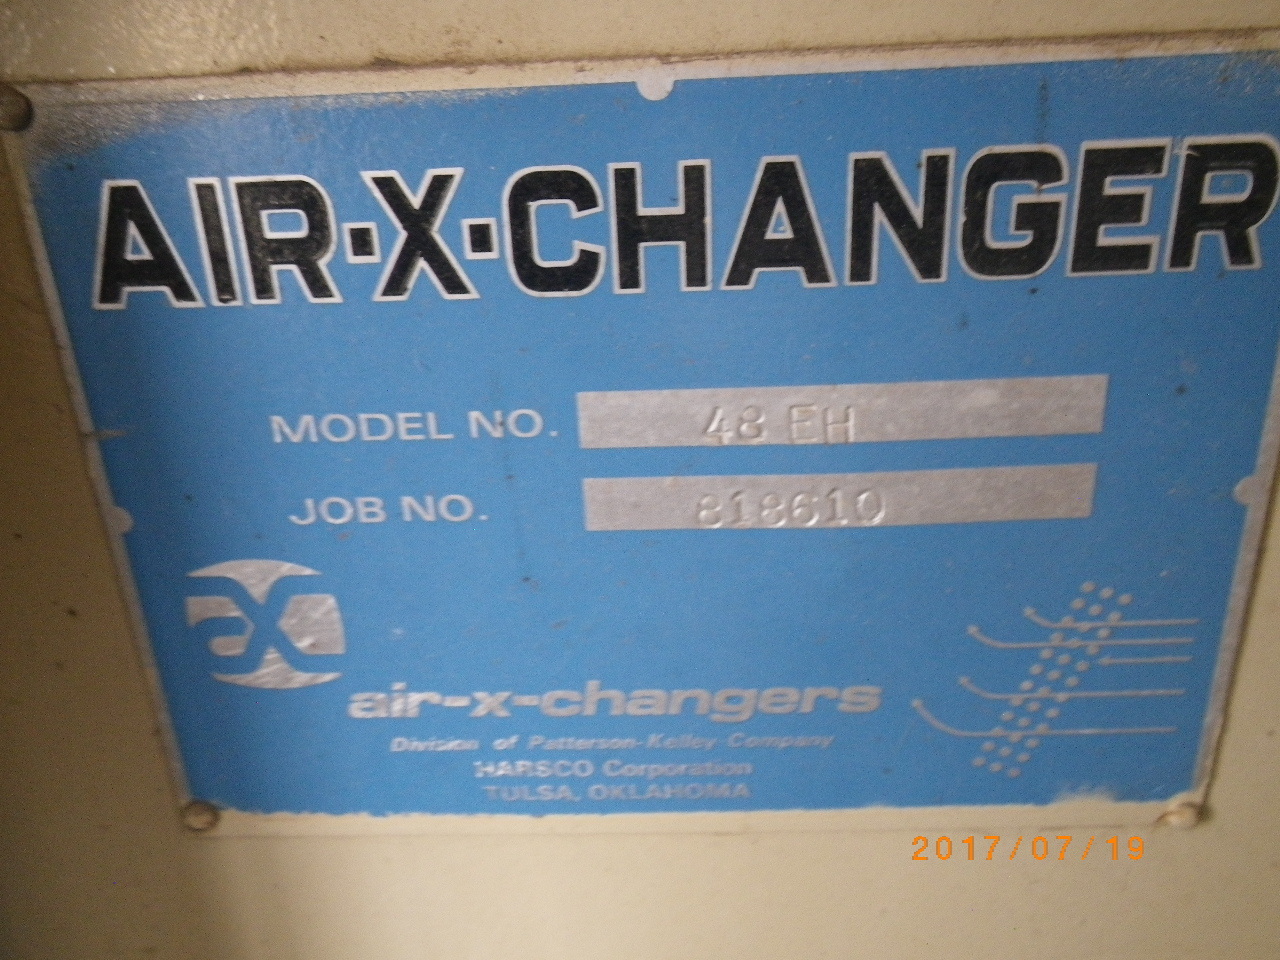 AIR·X·CHANGER
MODEL NO. 48 EH
JOB NO. 818610
ax
air-x-changers
Division of Patterson-Kelley Company
HARSCO Corporation
TULSA, OKLAHOMA
2017/07/19